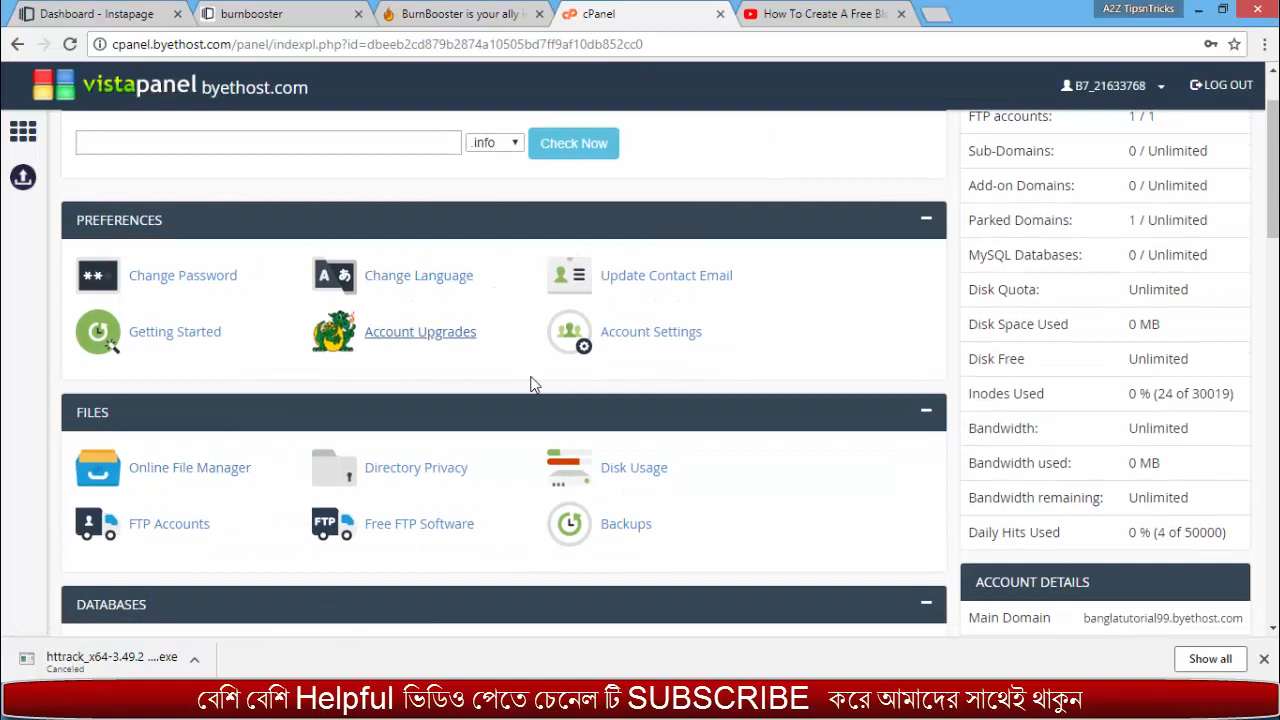 Dashboard - Instapage
burnbooster
BurnBooster is your ally i
cPanel
How To Create A Free Blo
A2Z TipsnTricks
cpanel.byethost.com/panel/indexpl.php?id=dbeeb2cd879b2874a10505bd7ff9af10db852cc0
vistapanel byethost.com
B7_21633768
LOG OUT
.info
Check Now
PREFERENCES
Change Password
Change Language
Update Contact Email
Getting Started
Account Upgrades
Account Settings
FILES
Online File Manager
Directory Privacy
Disk Usage
FTP Accounts
FTP
Free FTP Software
Backups
DATABASES
FTP accounts: 1 / 1
Sub-Domains: 0 / Unlimited
Add-on Domains: 0 / Unlimited
Parked Domains: 1 / Unlimited
MySQL Databases: 0 / Unlimited
Disk Quota: Unlimited
Disk Space Used 0 MB
Disk Free Unlimited
Inodes Used 0 % (24 of 30019)
Bandwidth: Unlimited
Bandwidth used: 0 MB
Bandwidth remaining: Unlimited
Daily Hits Used 0 % (4 of 50000)
ACCOUNT DETAILS
Main Domain banglatutorial99.byethost.com
httrack_x64-3.49.2 ....exe
Canceled
Show all
বেশি বেশি Helpful ভিডিও পেতে চেনেল টি SUBSCRIBE করে আমাদের সাথেই থাকুন